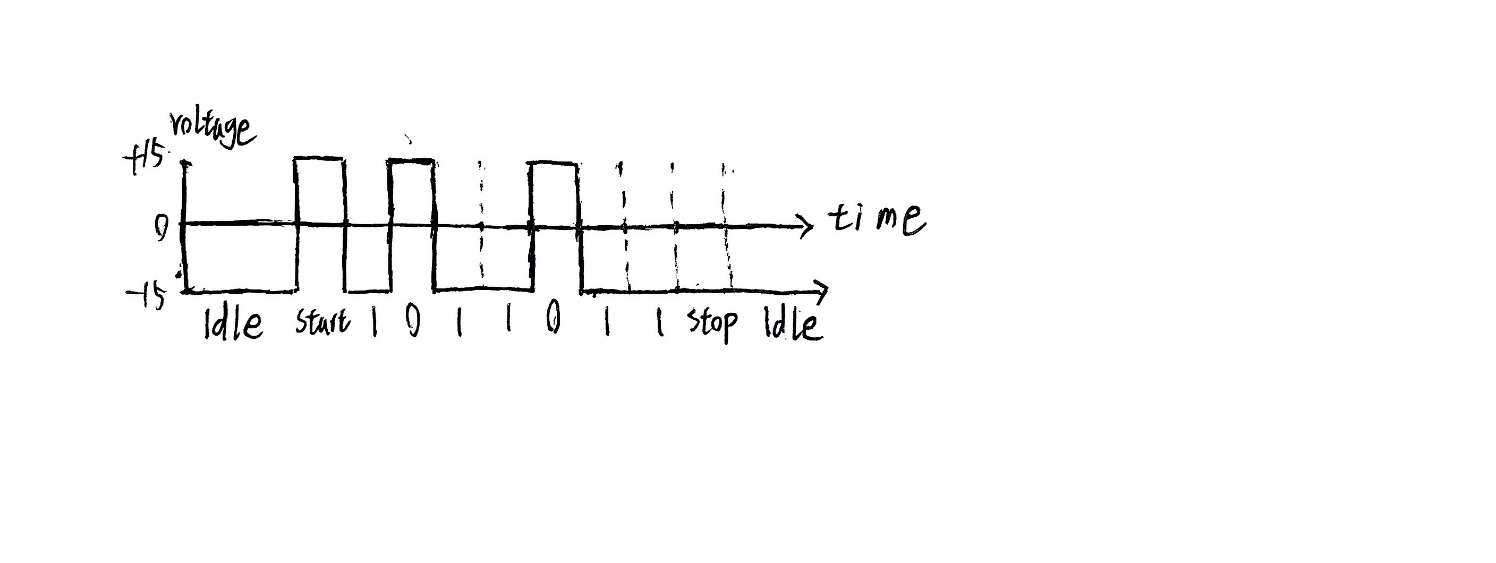 voltage
+15
0
time
-15
Idle start 1 0 1 1 0 1 1 stop Idle